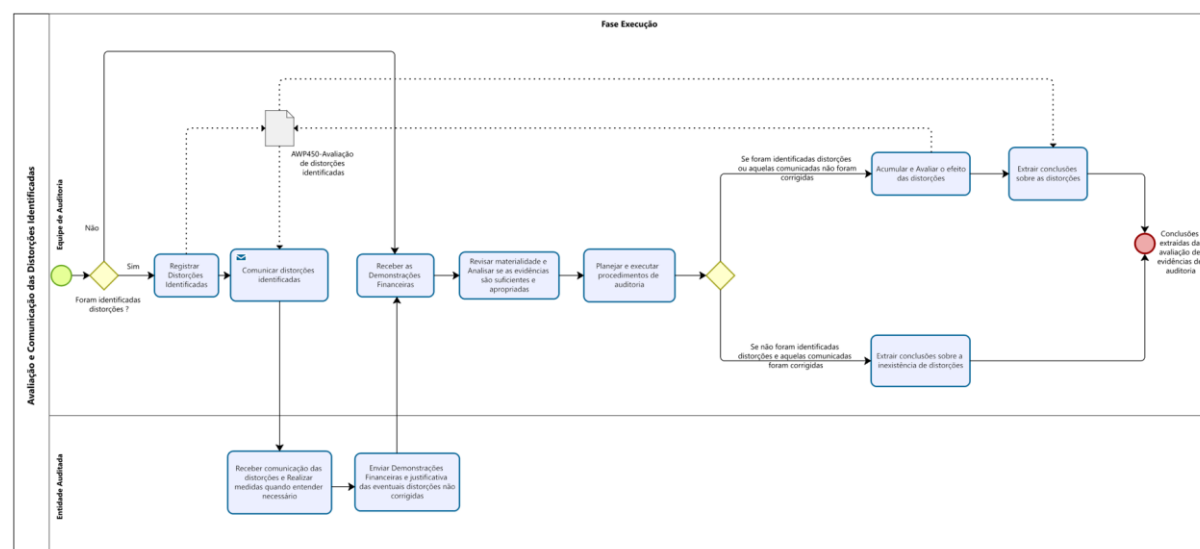 Fase Execução
Avaliação e Comunicação das Distorções Identificadas
Equipe de Auditoria
Foram identificadas
distorções ?
Não
Sim
Registrar
Distorções
Identificadas
AWP450-Avaliação
de distorções
identificadas
Comunicar distorções
identificadas
Receber as
Demonstrações
Financeiras
Revisar materialidade e
Analisar se as evidências
são suficientes e
apropriadas
Planejar e executar
procedimentos de
auditoria
Se foram identificadas distorções
ou aquelas comunicadas não foram
corrigidas
Acumular e Avaliar o efeito
das distorções
Extrair conclusões
sobre as distorções
Se não foram identificadas
distorções e aquelas comunicadas
foram corrigidas
Extrair conclusões sobre a
inexistência de distorções
Conclusões
extraídas da
avaliação de
evidências de
auditoria
Entidade Auditada
Receber comunicação das
distorções e Realizar
medidas quando entender
necessário
Enviar Demonstrações
Financeiras e justificativa
das eventuais distorções não
corrigidas